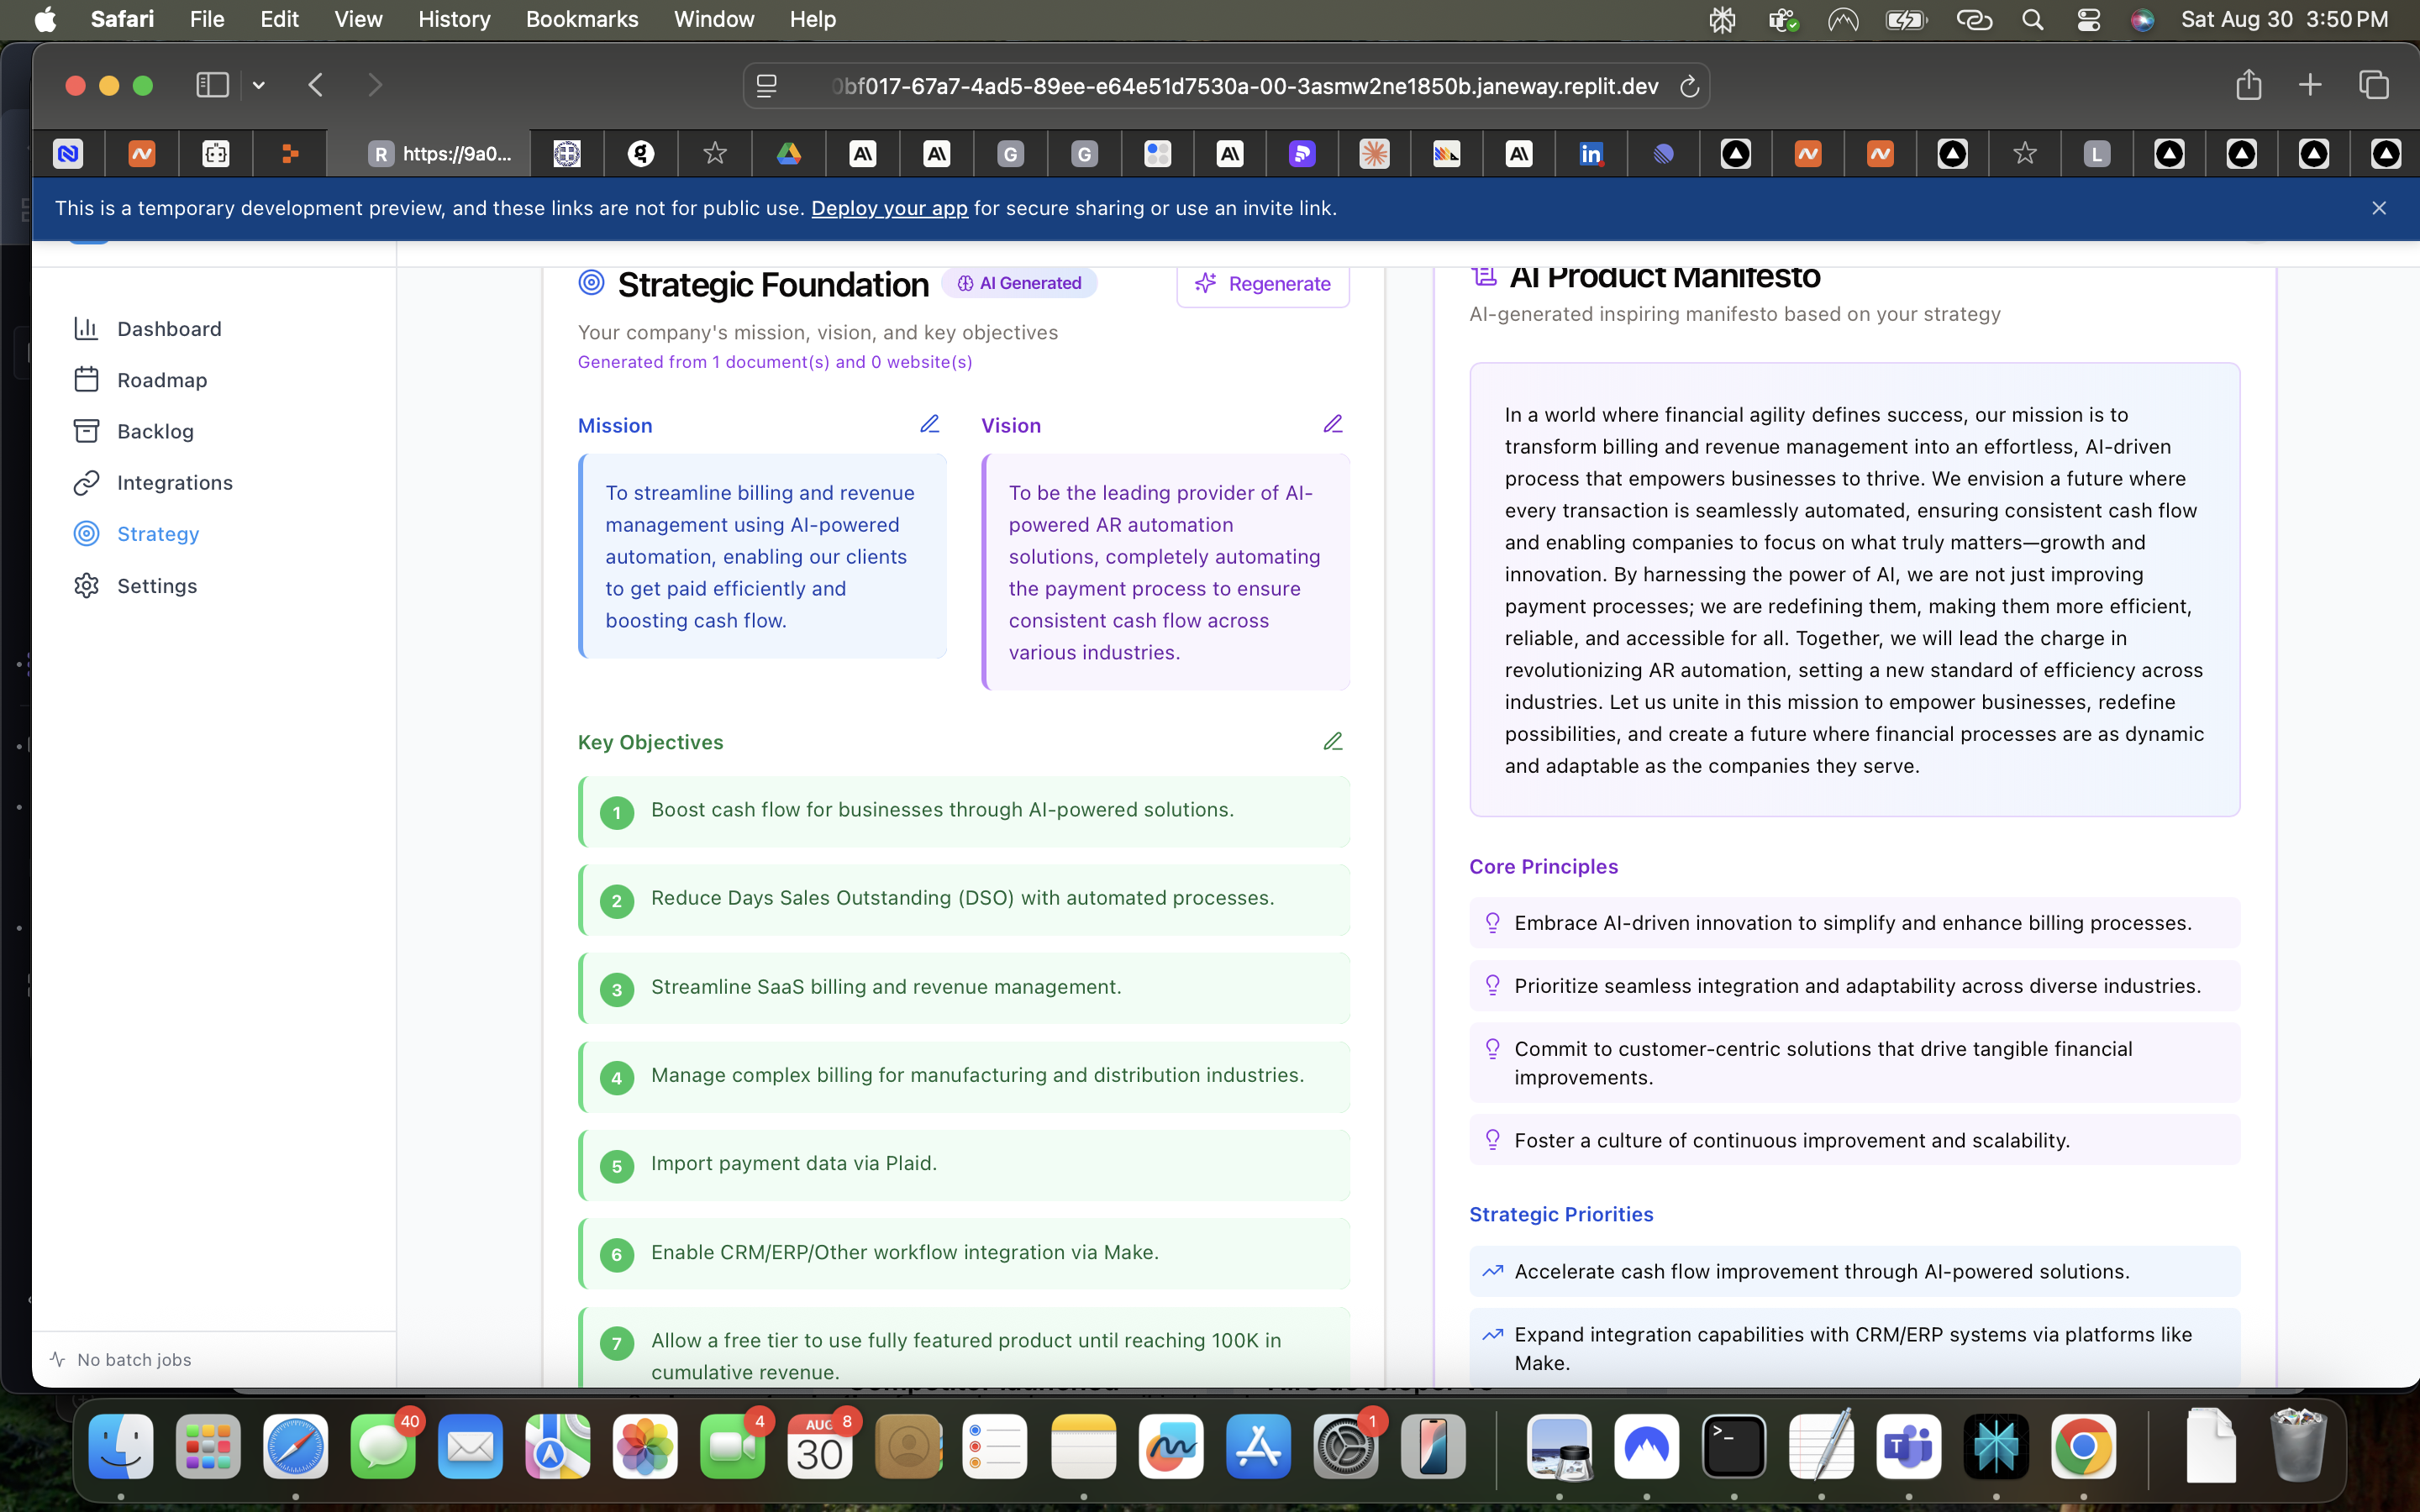 Safari File Edit View History Bookmarks Window Help
Sat Aug 30 3:50 PM
0bf017-67a7-4ad5-89ee-e64e51d7530a-00-3asmw2ne1850b.janeway.replit.dev
R https://9a0...
G
G
in
L
This is a temporary development preview, and these links are not for public use. Deploy your app for secure sharing or use an invite link.
Dashboard
Roadmap
Backlog
Integrations
Strategy
Settings
No batch jobs
Strategic Foundation
AI Generated
Regenerate
Your company's mission, vision, and key objectives
Generated from 1 document(s) and 0 website(s)
Mission
To streamline billing and revenue
management using AI-powered
automation, enabling our clients
to get paid efficiently and
boosting cash flow.
Vision
To be the leading provider of AI-
powered AR automation
solutions, completely automating
the payment process to ensure
consistent cash flow across
various industries.
Key Objectives
1 Boost cash flow for businesses through AI-powered solutions.
2 Reduce Days Sales Outstanding (DSO) with automated processes.
3 Streamline SaaS billing and revenue management.
4 Manage complex billing for manufacturing and distribution industries.
5 Import payment data via Plaid.
6 Enable CRM/ERP/Other workflow integration via Make.
7 Allow a free tier to use fully featured product until reaching 100K in
cumulative revenue.
AI Product Manifesto
AI-generated inspiring manifesto based on your strategy
In a world where financial agility defines success, our mission is to
transform billing and revenue management into an effortless, AI-driven
process that empowers businesses to thrive. We envision a future where
every transaction is seamlessly automated, ensuring consistent cash flow
and enabling companies to focus on what truly matters—growth and
innovation. By harnessing the power of AI, we are not just improving
payment processes; we are redefining them, making them more efficient,
reliable, and accessible for all. Together, we will lead the charge in
revolutionizing AR automation, setting a new standard of efficiency across
industries. Let us unite in this mission to empower businesses, redefine
possibilities, and create a future where financial processes are as dynamic
and adaptable as the companies they serve.
Core Principles
Embrace AI-driven innovation to simplify and enhance billing processes.
Prioritize seamless integration and adaptability across diverse industries.
Commit to customer-centric solutions that drive tangible financial
improvements.
Foster a culture of continuous improvement and scalability.
Strategic Priorities
Accelerate cash flow improvement through AI-powered solutions.
Expand integration capabilities with CRM/ERP systems via platforms like
Make.
40
4
AUG 8
30
1